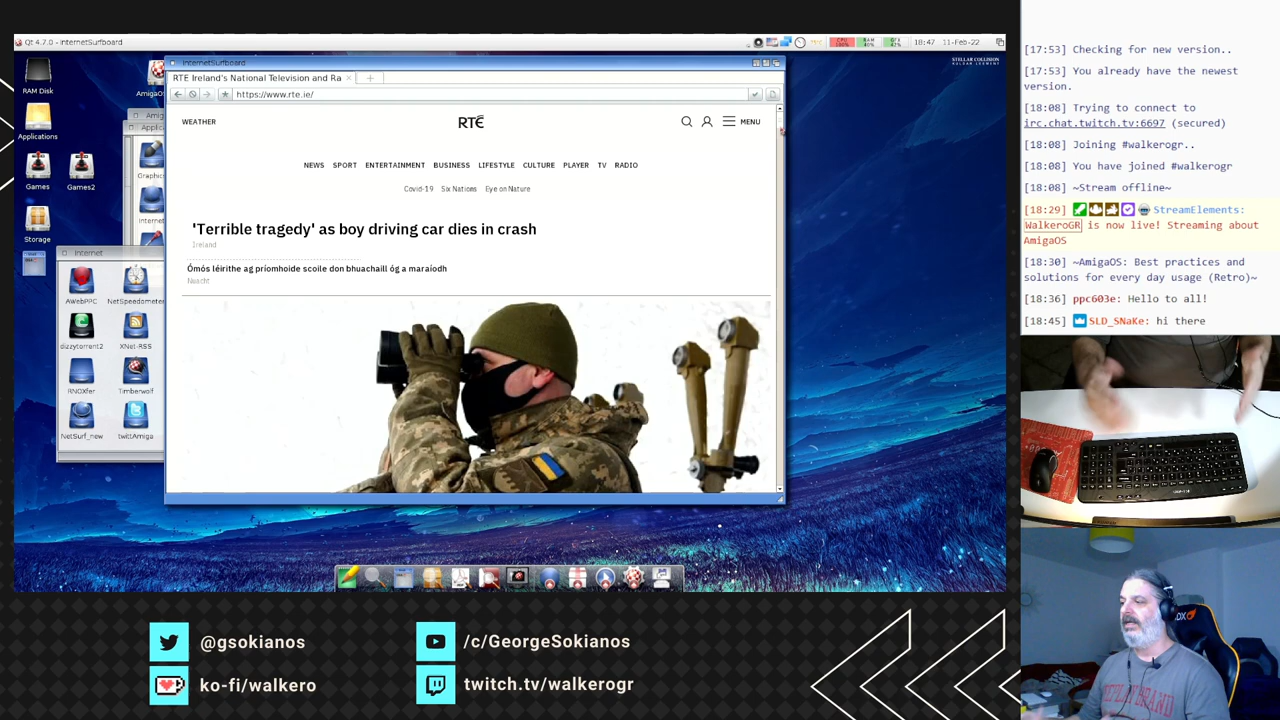 Qt 4.7.0 - InternetSurfboard
CPU
100%
RAM
40%
18:47
11-Feb-22
STELLAR COLLISION
RAM Disk
Applications
Games
Games2
Storage
Internet
AWebPPC
NetSpeedometer
dizzytorrent2
XNet-RSS
RNOXfer
Timberwolf
NetSurf_new
twittAmiga
InternetSurfboard
RTE Ireland's National Television and Ra
https://www.rte.ie/
WEATHER
RTÉ
MENU
NEWS SPORT ENTERTAINMENT BUSINESS LIFESTYLE CULTURE PLAYER TV RADIO
Covid-19 Six Nations Eye on Nature
'Terrible tragedy' as boy driving car dies in crash
Ireland
Ómós léirithe ag príomhoide scoile don bhuachaill óg a maraíodh
Nuacht
[17:53] Checking for new version..
[17:53] You already have the newest
version.
[18:08] Trying to connect to
irc.chat.twitch.tv:6697 (secured)
[18:08] Joining #walkerogr..
[18:08] You have joined #walkerogr
[18:08] ~Stream offline~
[18:29] StreamElements:
WalkeroGR is now live! Streaming about
AmigaOS
[18:30] ~AmigaOS: Best practices and
solutions for every day usage (Retro)~
[18:36] ppc603e: Hello to all!
[18:45] SLD_SNaKe: hi there
@gsokianos
/c/GeorgeSokianos
ko-fi/walkero
twitch.tv/walkerogr